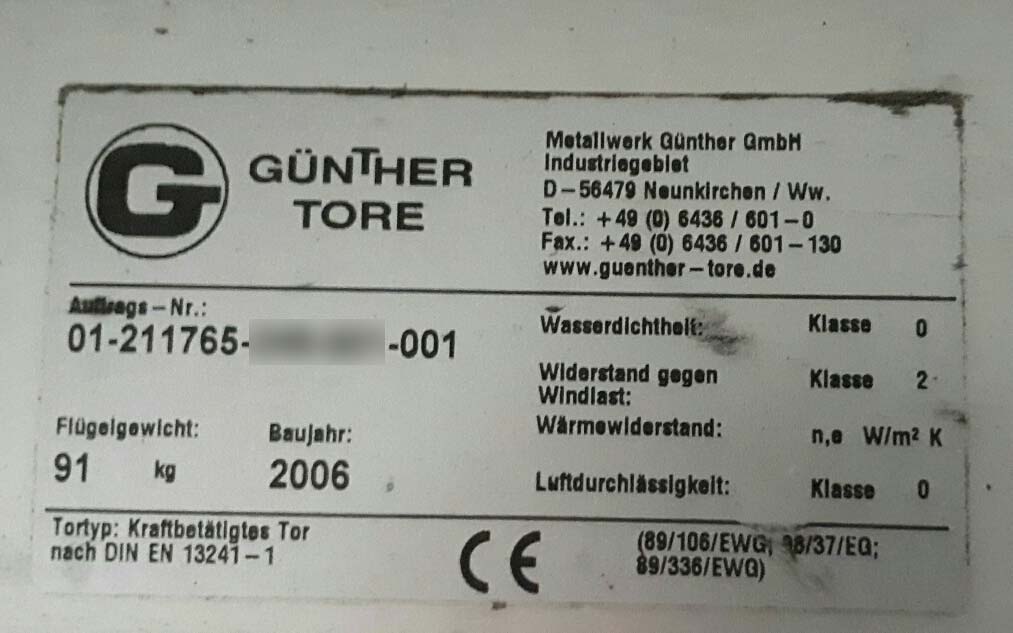 G GÜNTHER
TORE
Metallwerk Günther GmbH
Industriegebiet
D-56479 Neunkirchen / Ww.
Tel.: +49 (0) 6436 / 601-0
Fax.: +49 (0) 6436 / 601-130
www.guenther-tore.de
Auftrags-Nr.:
01-211765- -001
Flügelgewicht: Baujahr:
91 kg 2006
Wasserdichtheit: Klasse 0
Widerstand gegen
Windlast: Klasse 2
Wärmewiderstand: n,e W/m² K
Luftdurchlässigkeit: Klasse 0
Tortyp: Kraftbetätigtes Tor
nach DIN EN 13241-1
CE
(89/106/EWG; 98/37/EG;
89/336/EWG)